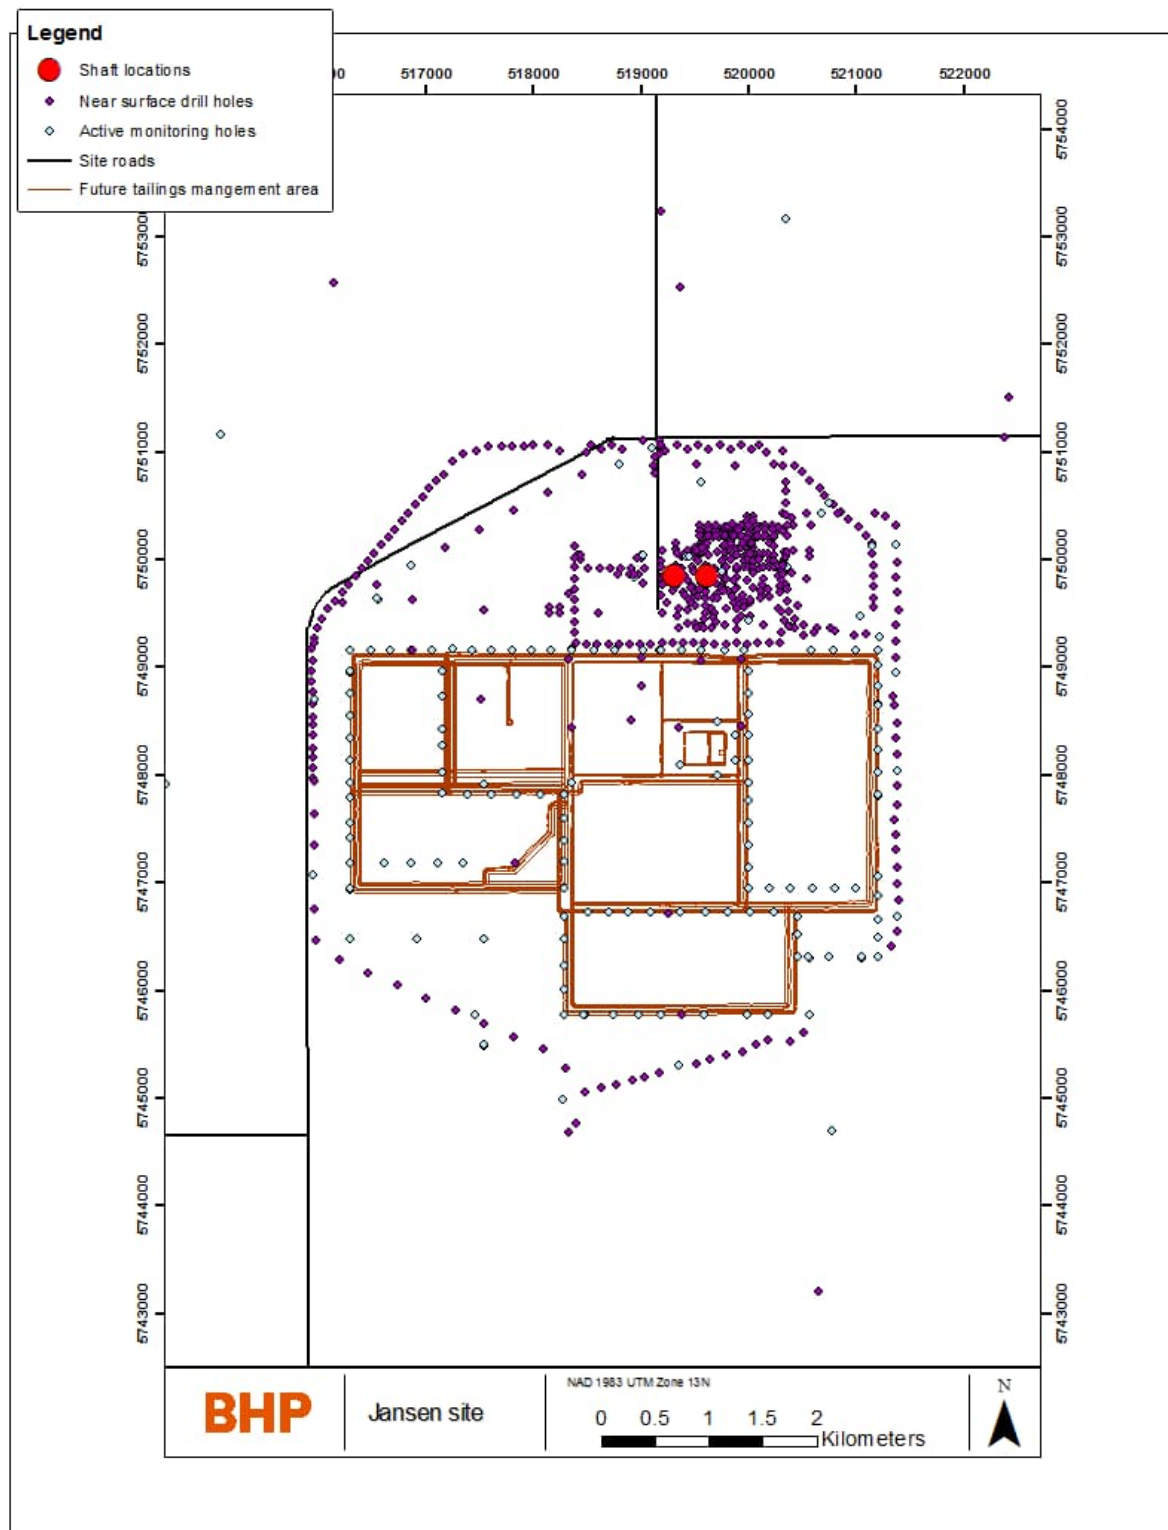 Legend
Shaft locations
Near surface drill holes
Active monitoring holes
Site roads
Future tailings mangement area
00 517000 518000 519000 520000 521000 522000
5754000
5753000 5753000
5752000 5752000
5751000 5751000
5750000 5750000
5749000 5749000
5748000 5748000
5747000 5747000
5746000 5746000
5745000 5745000
5744000 5744000
5743000 5743000
BHP
Jansen site
NAD 1983 UTM Zone 13N
0 0.5 1 1.5 2
Kilometers
N